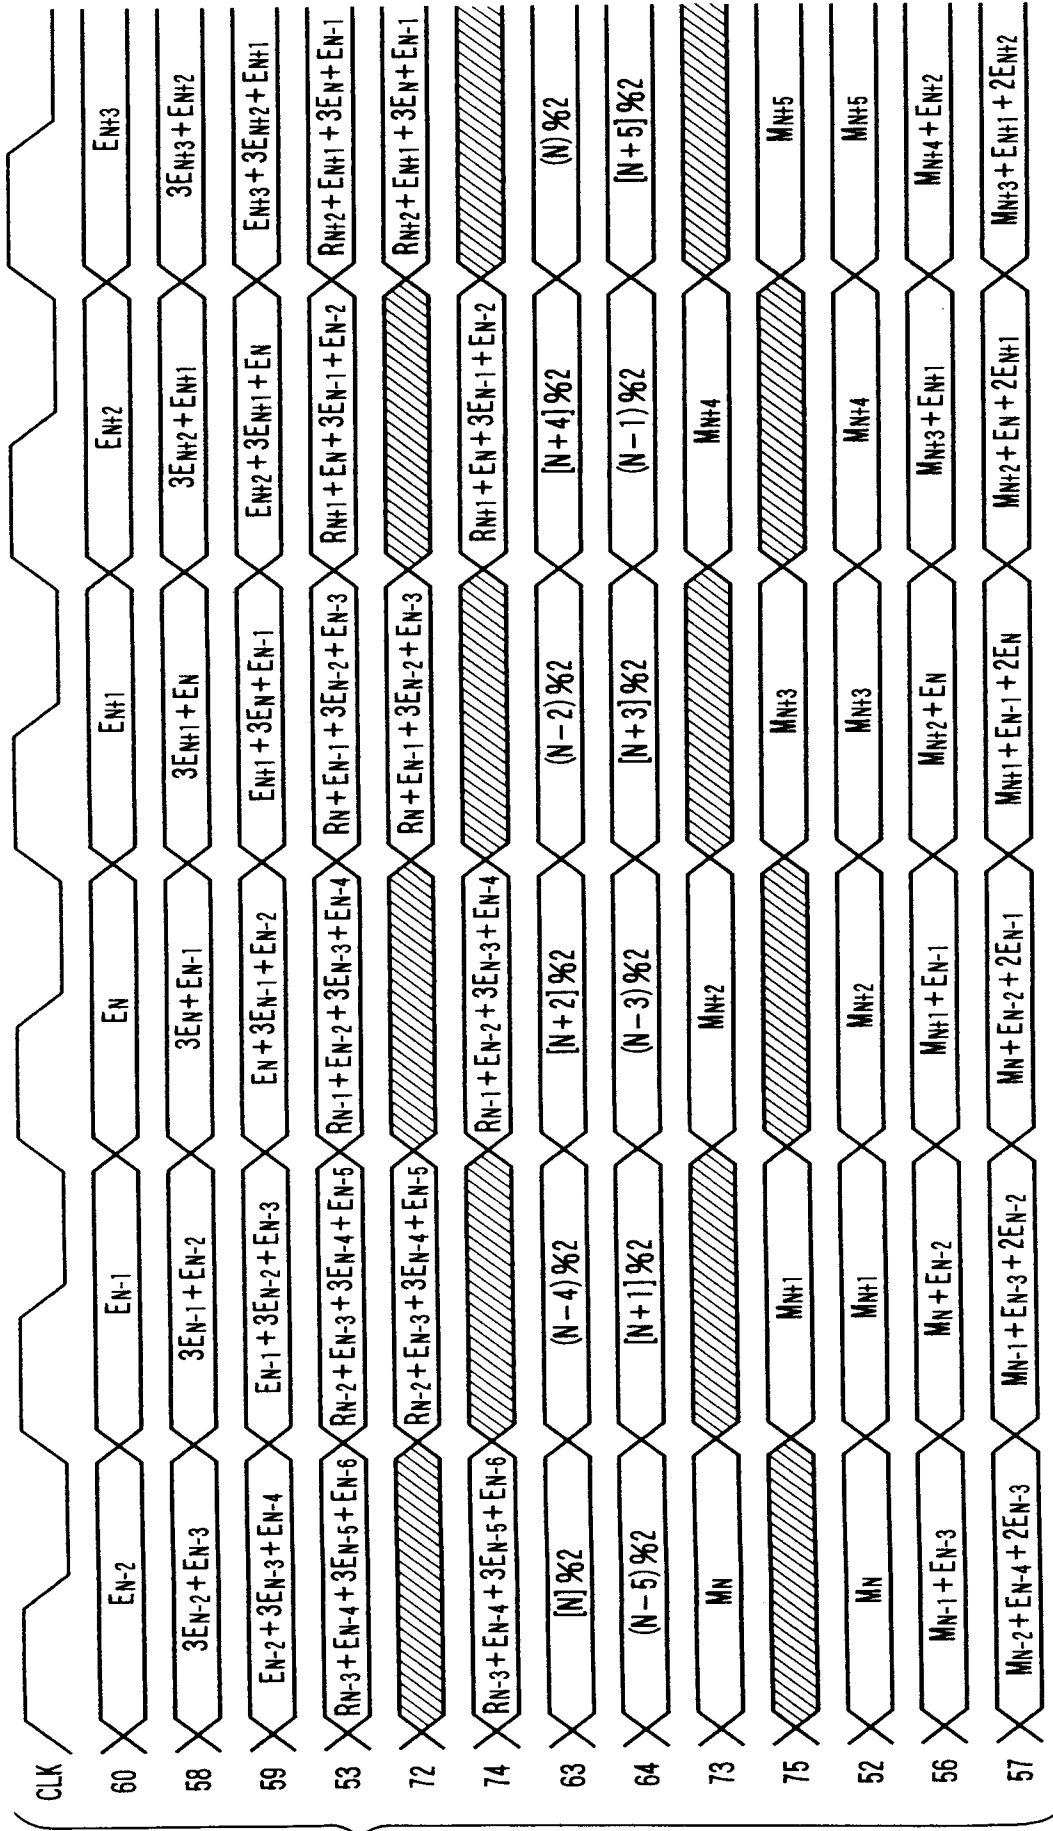 CLK
60 EN-2 EN-1 EN EN+1 EN+2 EN+3
58 3EN-2+EN-3 3EN-1+EN-2 3EN+EN-1 3EN+1+EN 3EN+2+EN+1 3EN+3+EN+2
59 EN-2+3EN-3+EN-4 EN-1+3EN-2+EN-3 EN+3EN-1+EN-2 EN+1+3EN+EN-1 EN+2+3EN+1+EN EN+3+3EN+2+EN+1
53 RN-3+EN-4+3EN-5+EN-6 RN-2+EN-3+3EN-4+EN-5 RN-1+EN-2+3EN-3+EN-4 RN+EN-1+3EN-2+EN-3 RN+1+EN+3EN-1+EN-2 RN+2+EN+1+3EN+EN-1
72 RN-2+EN-3+3EN-4+EN-5 RN+EN-1+3EN-2+EN-3 RN+2+EN+1+3EN+EN-1
74 RN-3+EN-4+3EN-5+EN-6 RN-1+EN-2+3EN-3+EN-4 RN+1+EN+3EN-1+EN-2
63 [N]%2 (N-4)%2 [N+2]%2 (N-2)%2 [N+4]%2 (N)%2
64 (N-5)%2 [N+1]%2 (N-3)%2 [N+3]%2 (N-1)%2 [N+5]%2
73 MN MN+2 MN+4
75 MN+1 MN+3 MN+5
52 MN MN+1 MN+2 MN+3 MN+4 MN+5
56 MN-1+EN-3 MN+EN-2 MN+1+EN-1 MN+2+EN MN+3+EN+1 MN+4+EN+2
57 MN-2+EN-4+2EN-3 MN-1+EN-3+2EN-2 MN+EN-2+2EN-1 MN+1+EN-1+2EN MN+2+EN+2EN+1 MN+3+EN+1+2EN+2